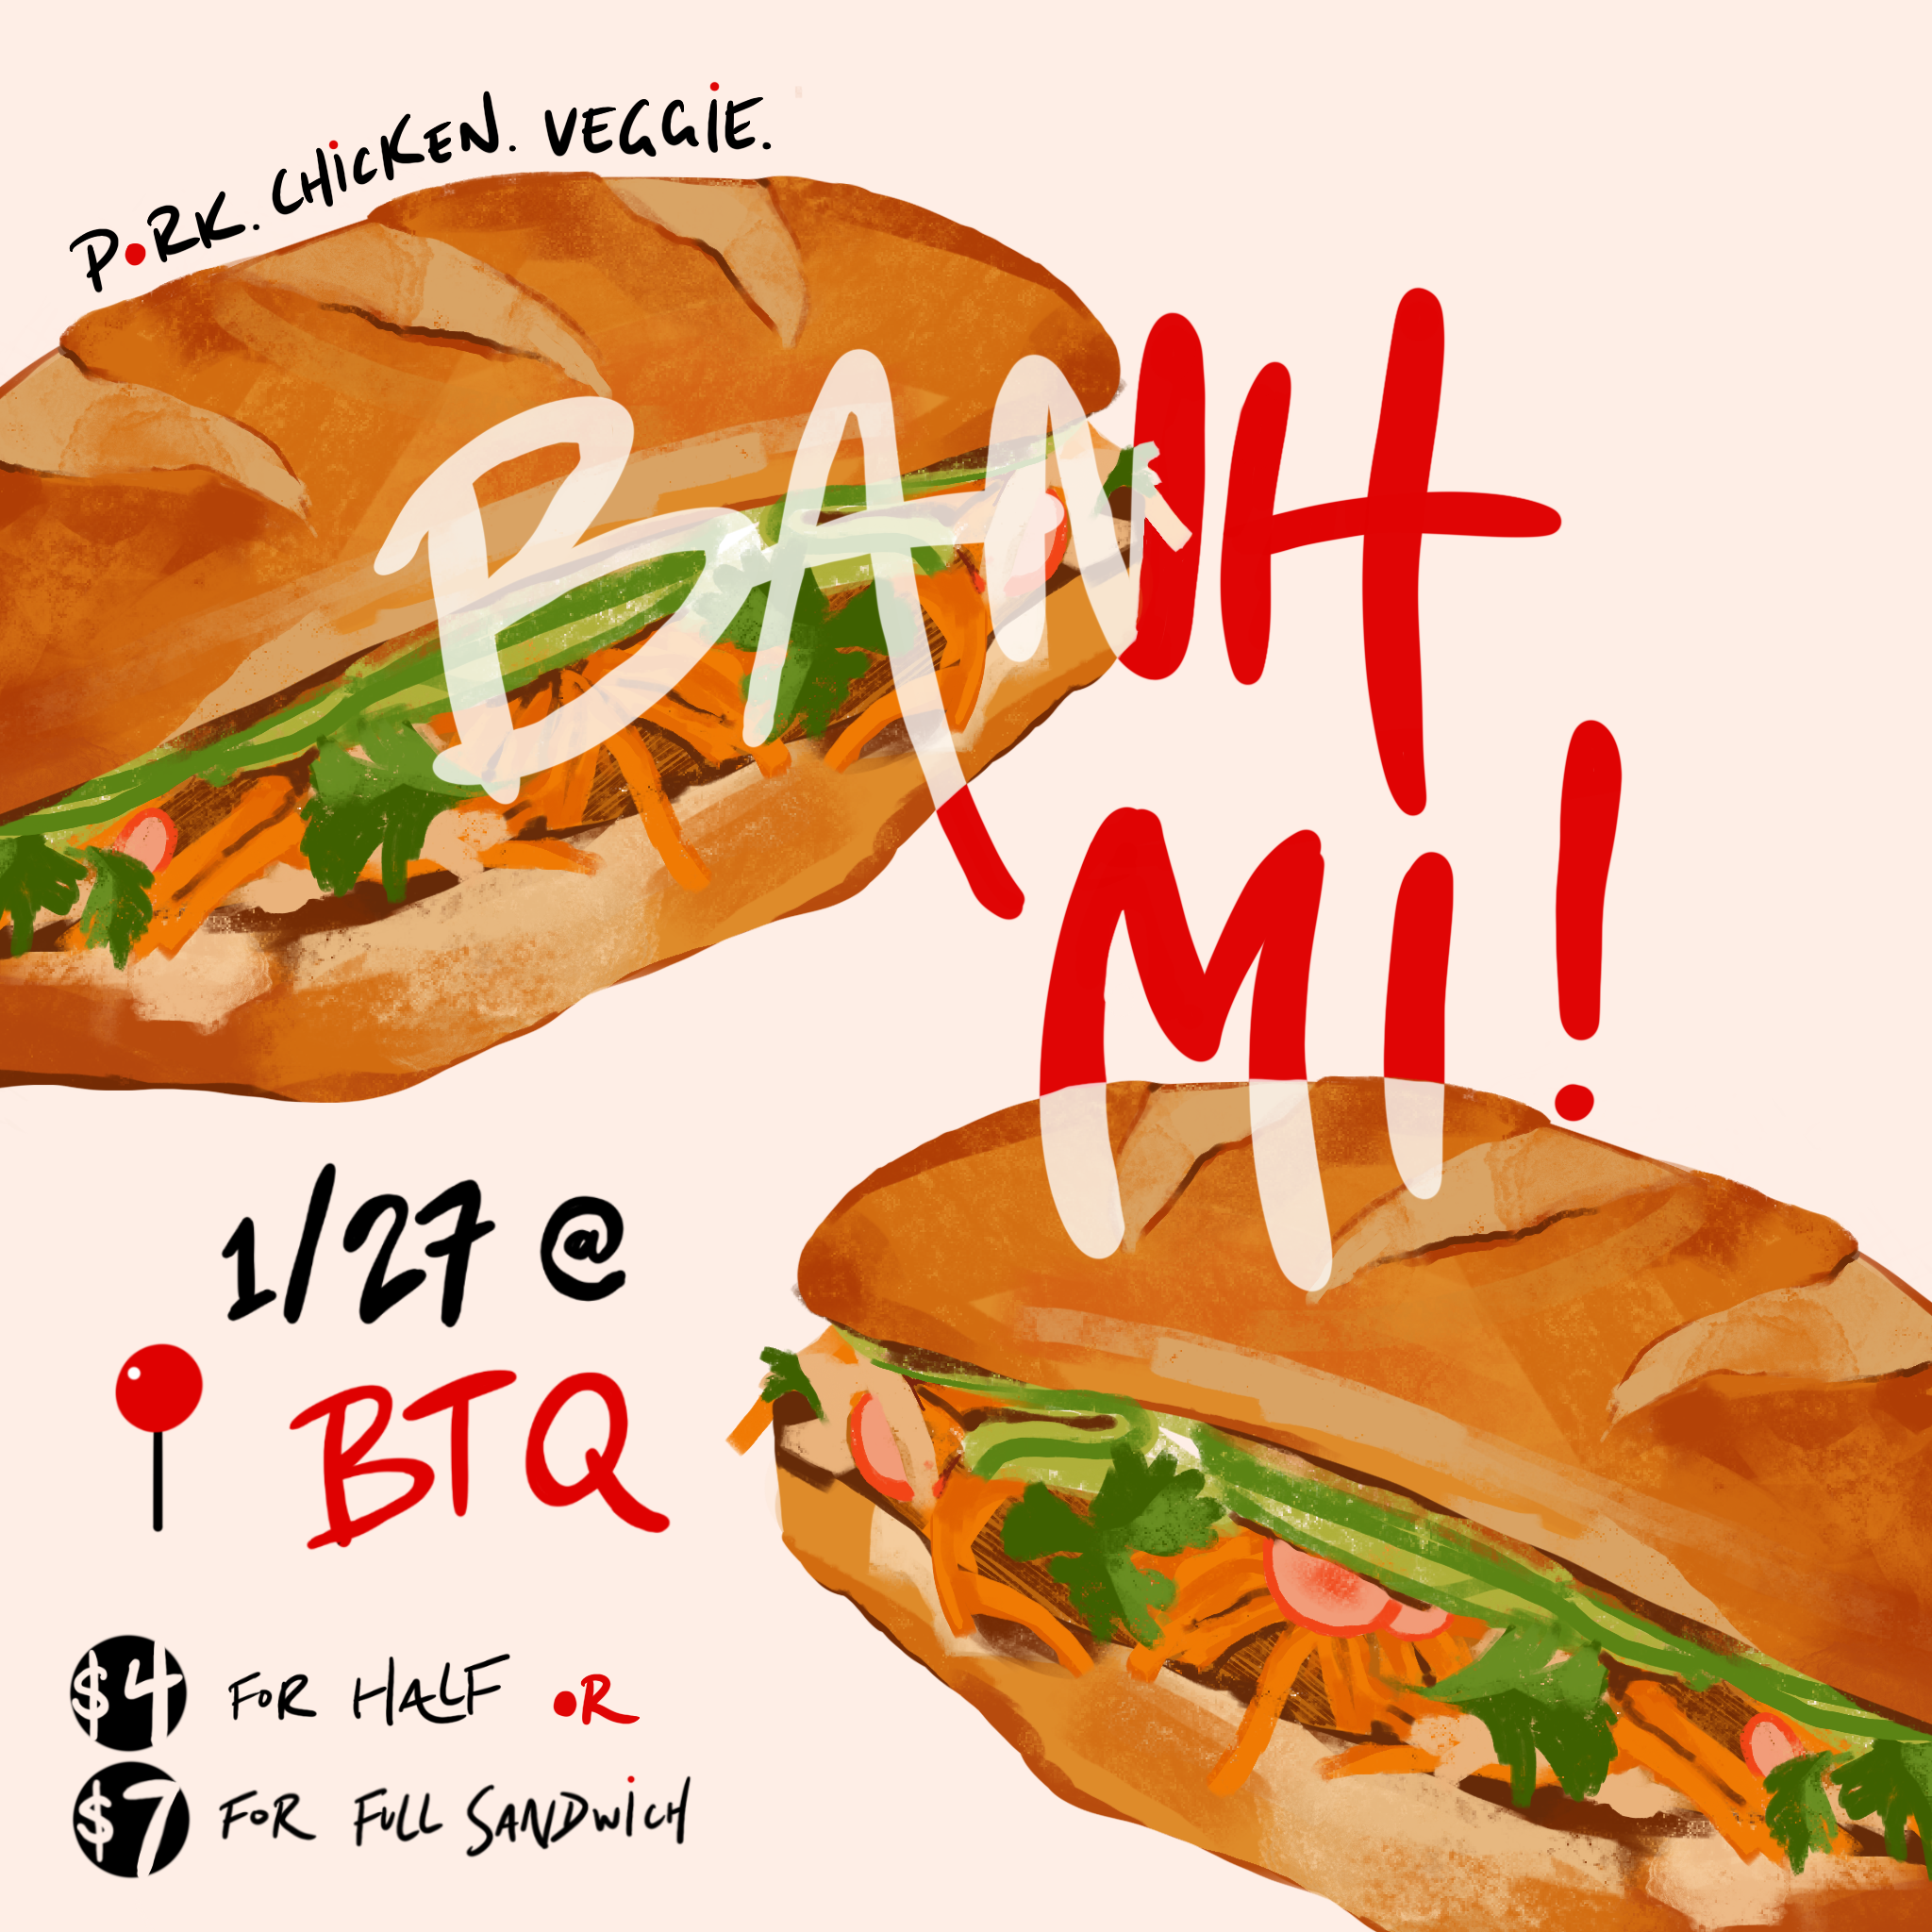 PORK. CHiCKEN. VEGGiE.
BANH
MI!
1/27 @
BTQ
$4 FOR HALF OR
$7 FOR FULL SANDWiCH